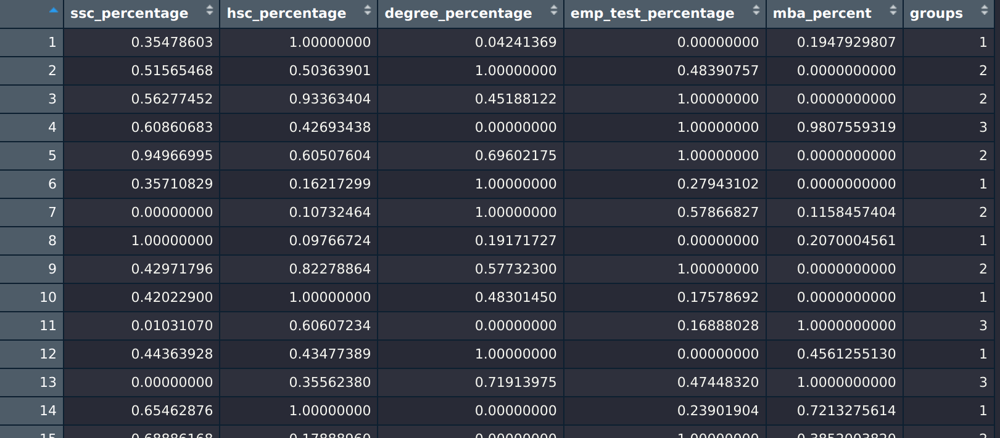 ssc_percentage hsc_percentage degree_percentage emp_test_percentage mba_percent groups
1 0.35478603 1.00000000 0.04241369 0.00000000 0.1947929807 1
2 0.51565468 0.50363901 1.00000000 0.48390757 0.0000000000 2
3 0.56277452 0.93363404 0.45188122 1.00000000 0.0000000000 2
4 0.60860683 0.42693438 0.00000000 1.00000000 0.9807559319 3
5 0.94966995 0.60507604 0.69602175 1.00000000 0.0000000000 2
6 0.35710829 0.16217299 1.00000000 0.27943102 0.0000000000 1
7 0.00000000 0.10732464 1.00000000 0.57866827 0.1158457404 2
8 1.00000000 0.09766724 0.19171727 0.00000000 0.2070004561 1
9 0.42971796 0.82278864 0.57732300 1.00000000 0.0000000000 2
10 0.42022900 1.00000000 0.48301450 0.17578692 0.0000000000 1
11 0.01031070 0.60607234 0.00000000 0.16888028 1.0000000000 3
12 0.44363928 0.43477389 1.00000000 0.00000000 0.4561255130 1
13 0.00000000 0.35562380 0.71913975 0.47448320 1.0000000000 3
14 0.65462876 1.00000000 0.00000000 0.23901904 0.7213275614 1